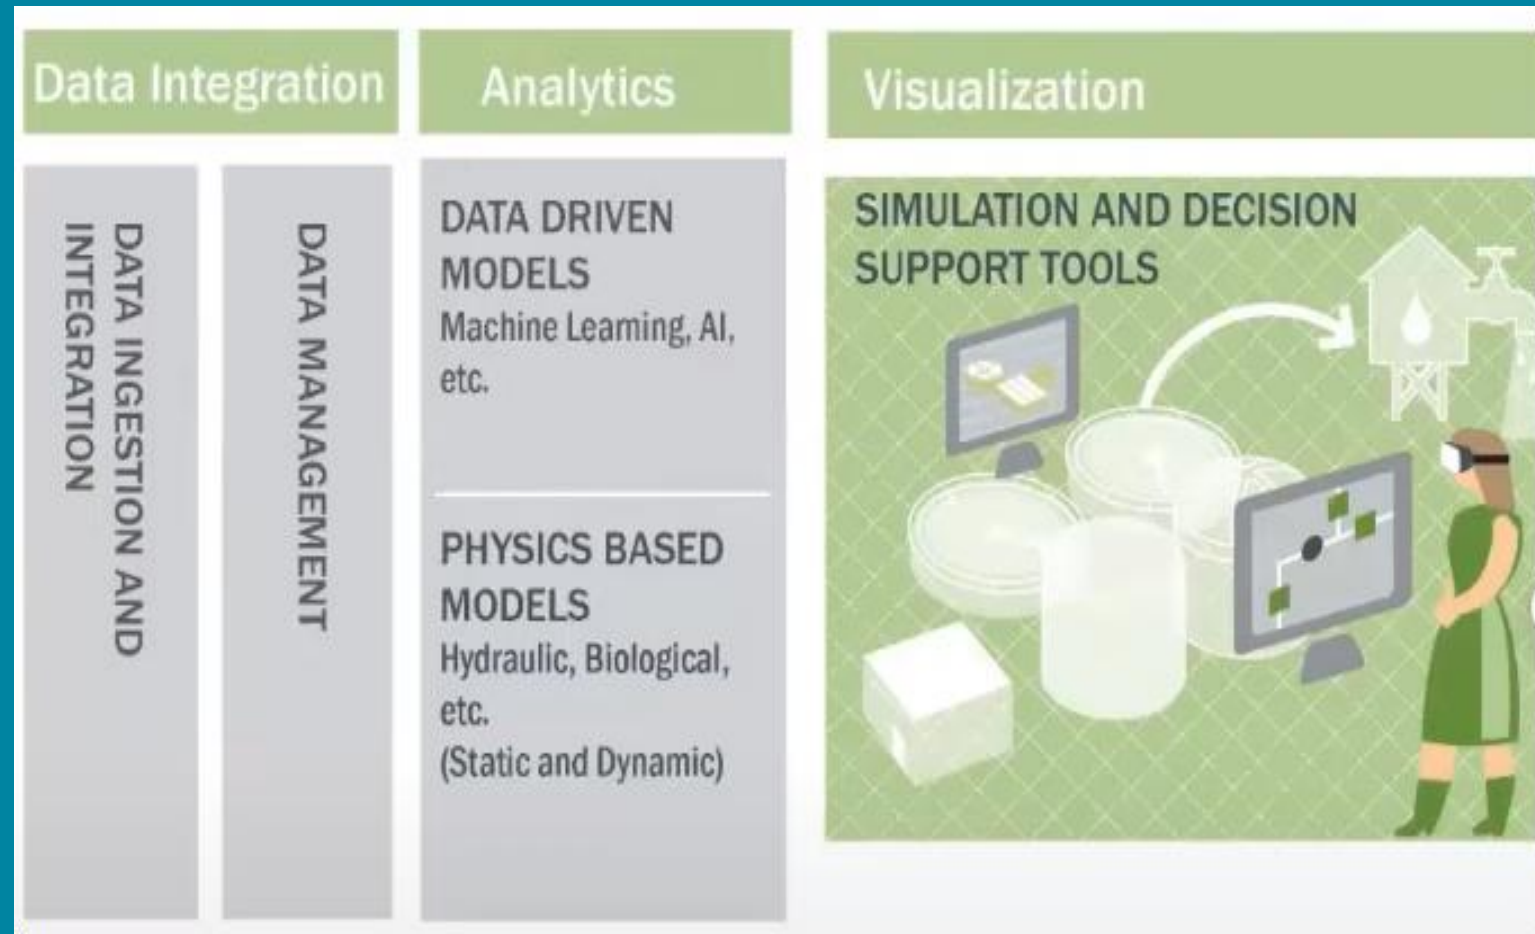 Data Integration
Analytics
Visualization
DATA INGESTION AND
INTEGRATION
DATA MANAGEMENT
DATA DRIVEN
MODELS
Machine Learning, AI,
etc.
PHYSICS BASED
MODELS
Hydraulic, Biological,
etc.
(Static and Dynamic)
SIMULATION AND DECISION
SUPPORT TOOLS